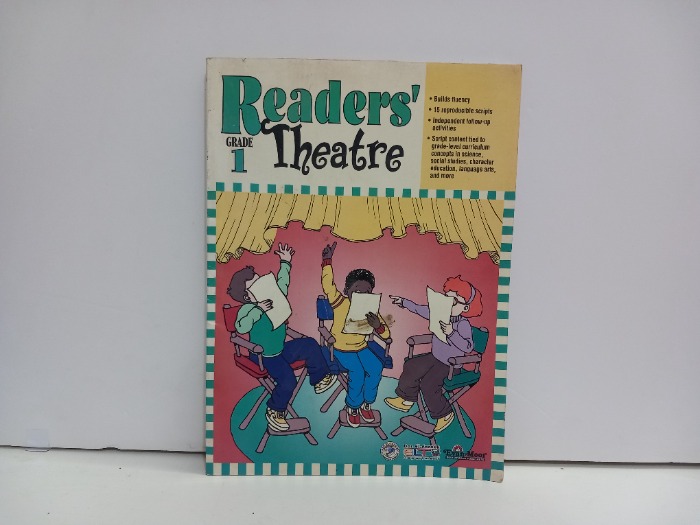 Readers'
GRADE
1
Theatre
• Builds fluency
• 15 reproducible scripts
• Independent follow-up
activities
• Script content tied to
grade-level curriculum
concepts in science,
social studies, character
education, language arts,
and more